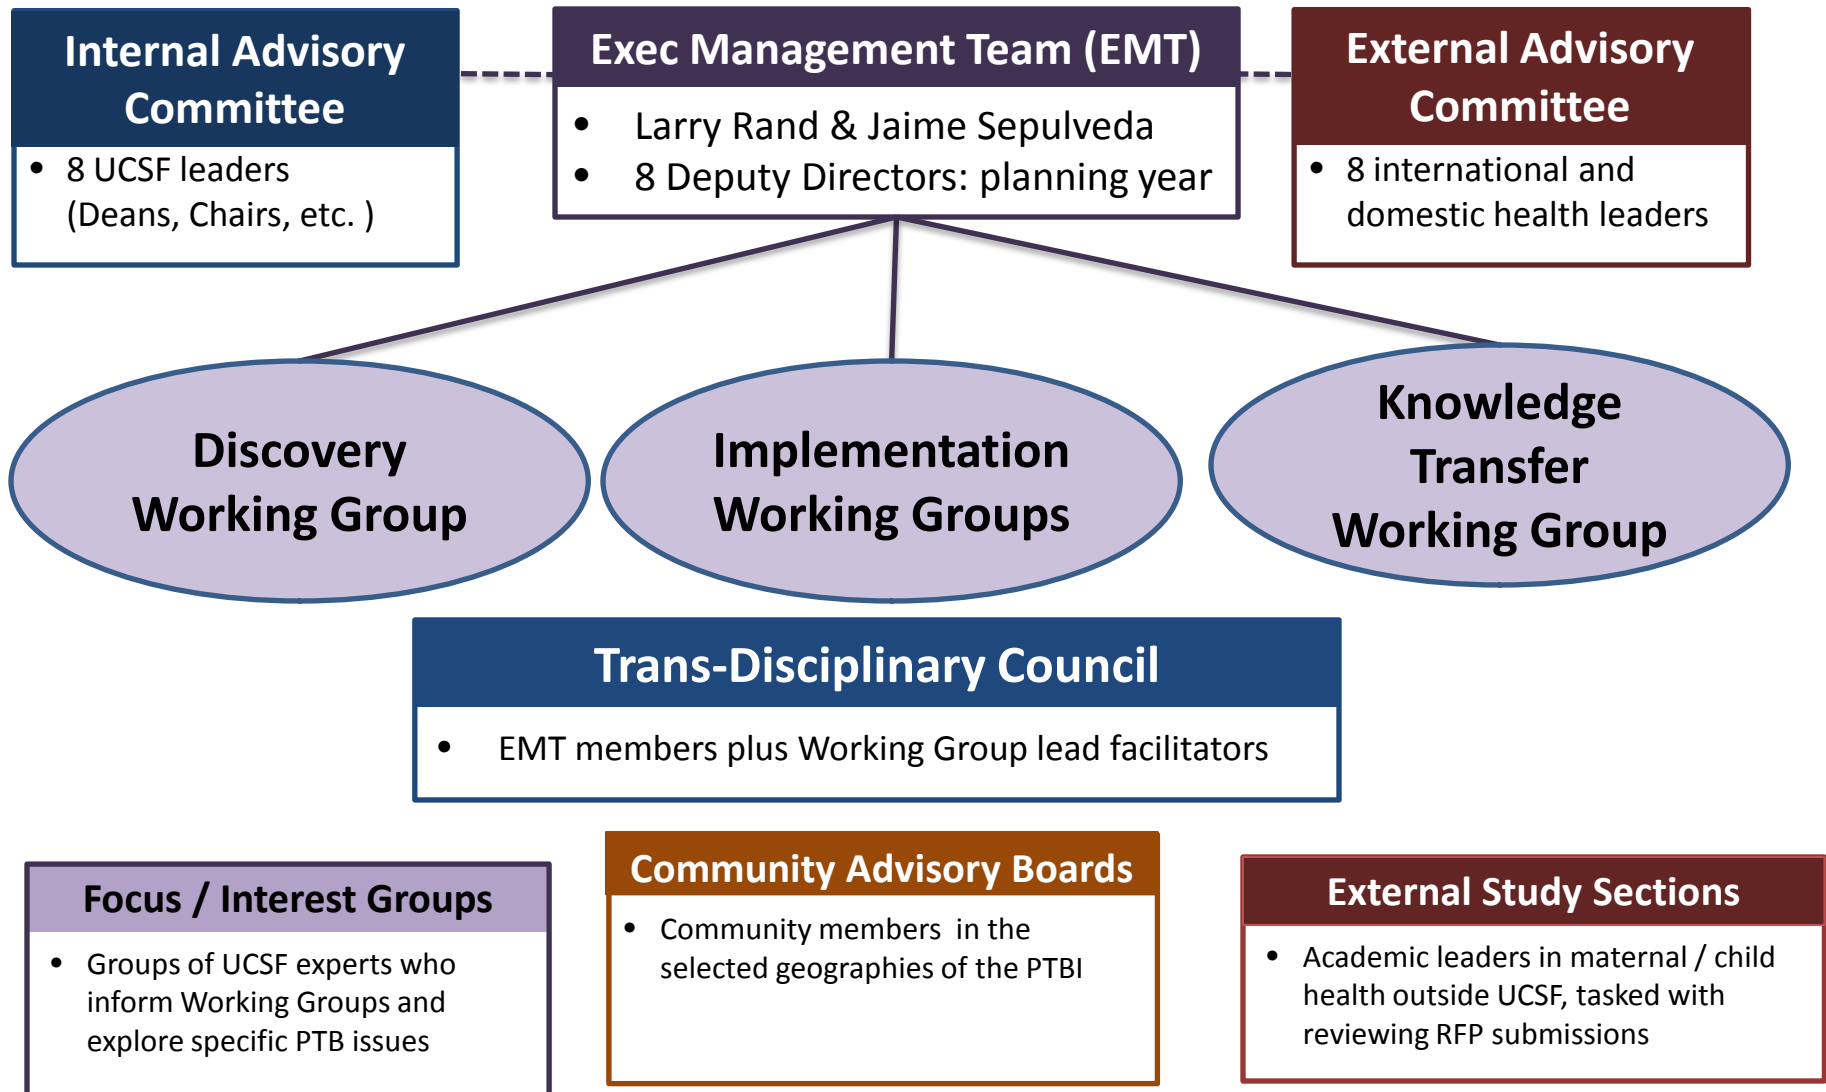 Internal Advisory
Committee
• 8 UCSF leaders
(Deans, Chairs, etc. )
Exec Management Team (EMT)
• Larry Rand & Jaime Sepulveda
• 8 Deputy Directors: planning year
External Advisory
Committee
• 8 international and
domestic health leaders
Discovery
Working Group
Implementation
Working Groups
Knowledge
Transfer
Working Group
Trans-Disciplinary Council
• EMT members plus Working Group lead facilitators
Focus / Interest Groups
• Groups of UCSF experts who
inform Working Groups and
explore specific PTB issues
Community Advisory Boards
• Community members in the
selected geographies of the PTBI
External Study Sections
• Academic leaders in maternal / child
health outside UCSF, tasked with
reviewing RFP submissions